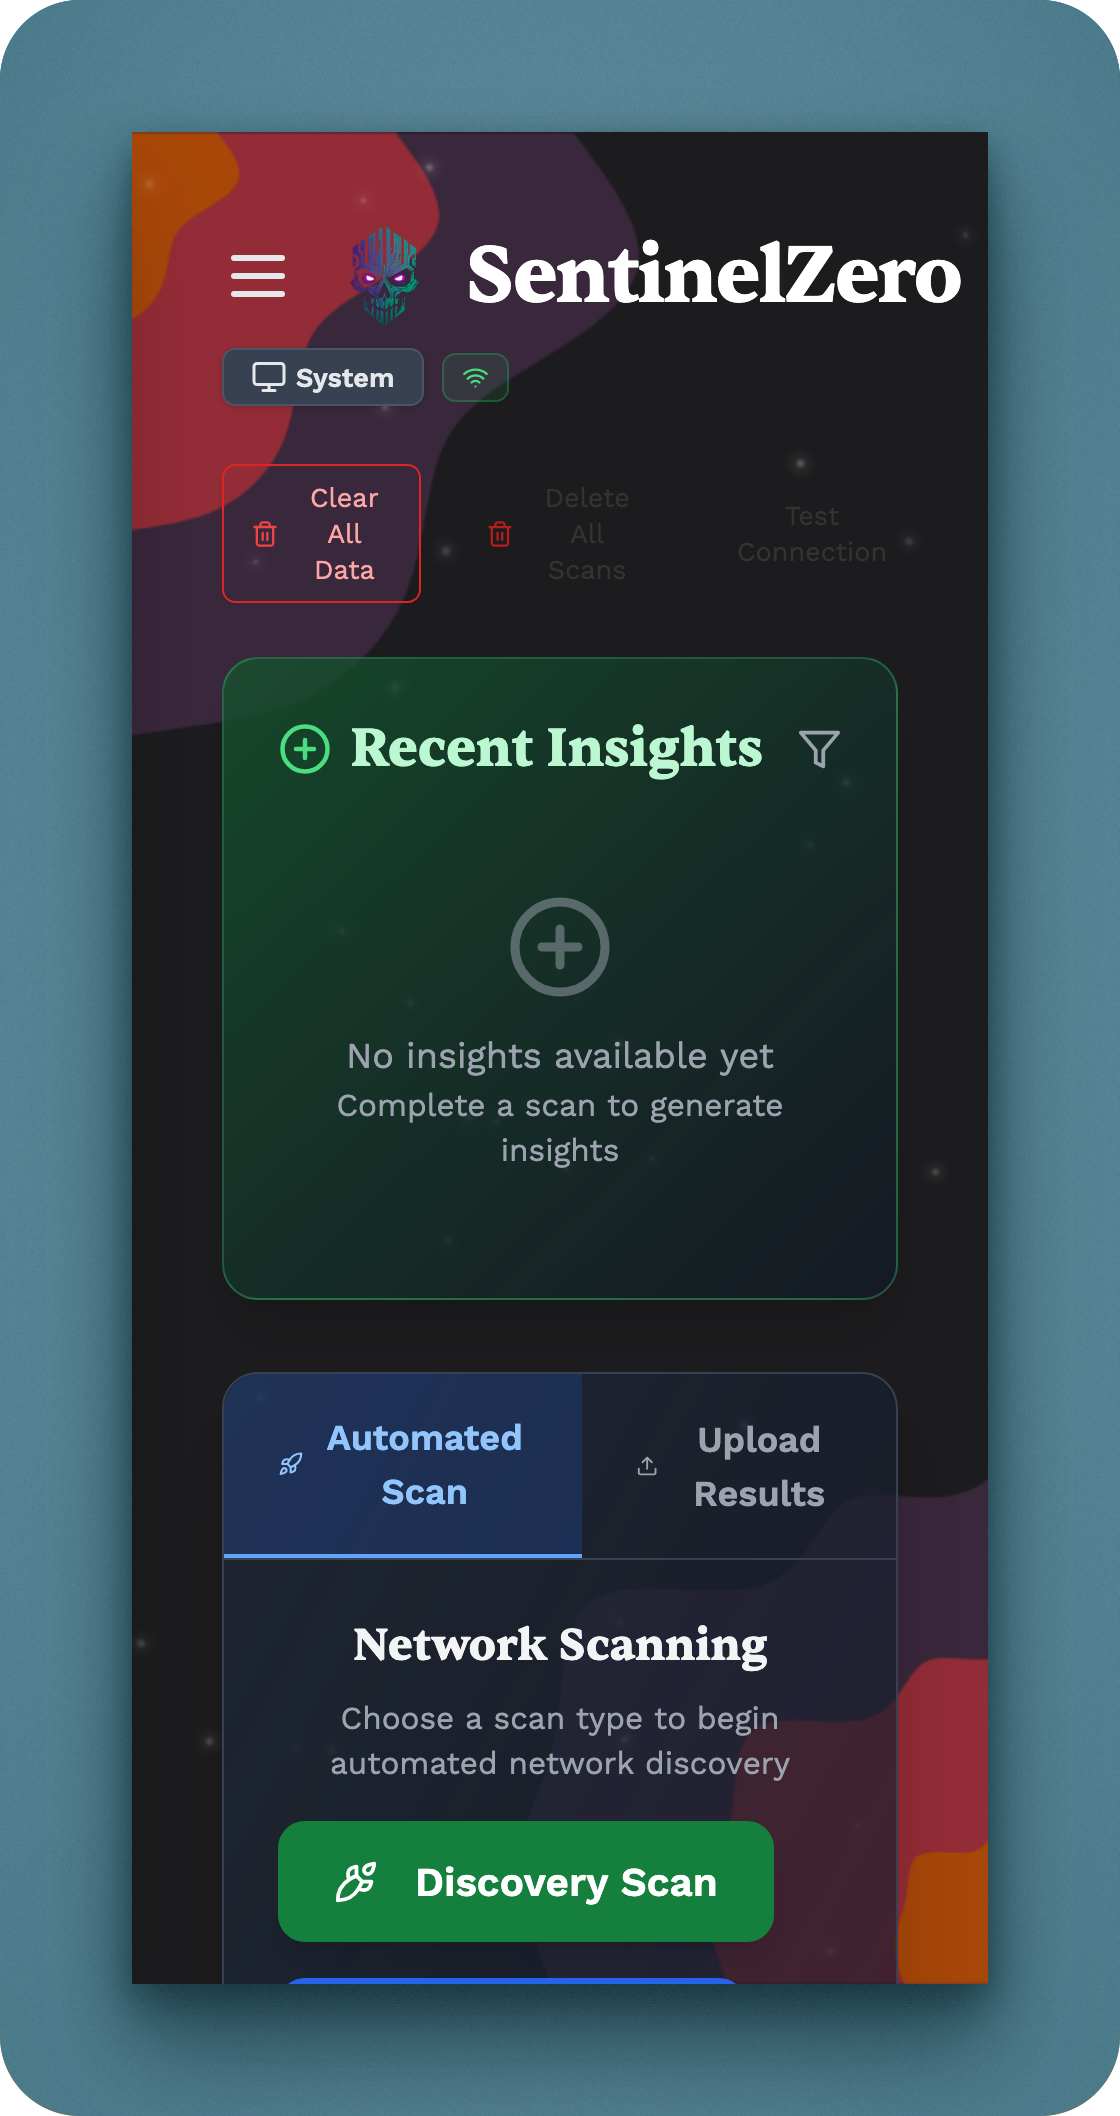 SentinelZero
System
Clear
All
Data
Delete
All
Scans
Test
Connection
Recent Insights
No insights available yet
Complete a scan to generate
insights
Automated
Scan
Upload
Results
Network Scanning
Choose a scan type to begin
automated network discovery
Discovery Scan